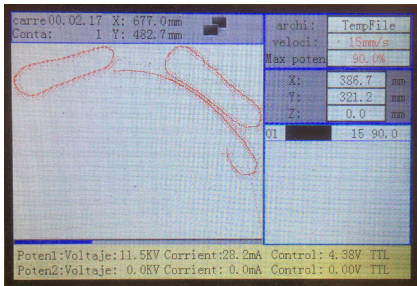 carre00.02.17 X: 677.0mm
Conta: 1 Y: 482.7mm
archi: TempFile
veloci: 15mm/s
Max poten 90.0%
X: 386.7 mm
Y: 321.2 mm
Z: 0.0 mm
01 15 90.0
Poten1:Voltaje:11.5KV Corrient:28.2mA Control: 4.38V TTL
Poten2:Voltaje: 0.0KV Corrient: 0.0mA Control: 0.00V TTL